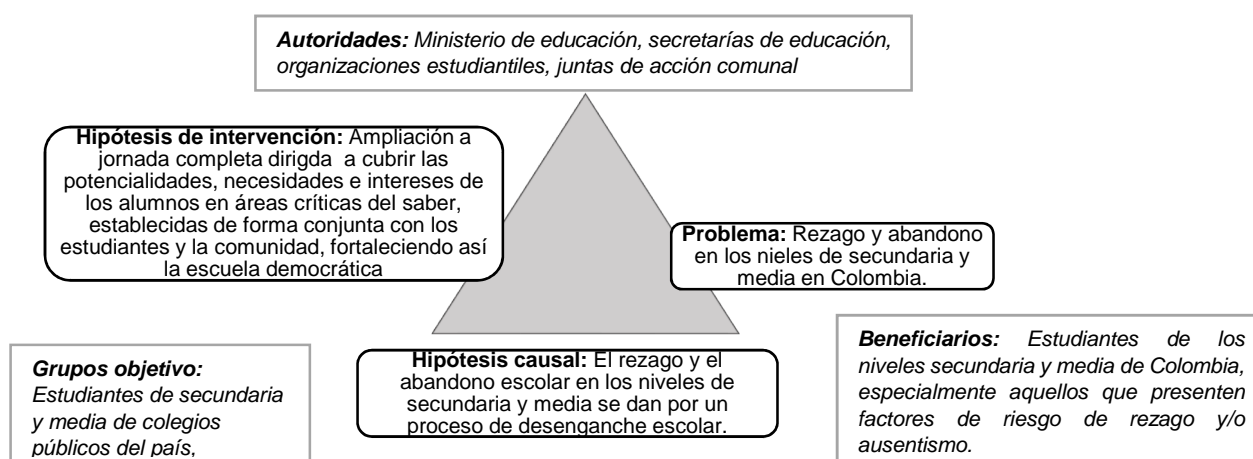 Autoridades: Ministerio de educación, secretarías de educación,
organizaciones estudiantiles, juntas de acción comunal
Hipótesis de intervención: Ampliación a
jornada completa dirigda a cubrir las
potencialidades, necesidades e intereses de
los alumnos en áreas críticas del saber,
establecidas de forma conjunta con los
estudiantes y la comunidad, fortaleciendo así
la escuela democrática
Problema: Rezago y abandono
en los nieles de secundaria y
media en Colombia.
Grupos objetivo:
Estudiantes de secundaria
y media de colegios
públicos del país,
Hipótesis causal: El rezago y el
abandono escolar en los niveles de
secundaria y media se dan por un
proceso de desenganche escolar.
Beneficiarios: Estudiantes de los
niveles secundaria y media de Colombia,
especialmente aquellos que presenten
factores de riesgo de rezago y/o
ausentismo.